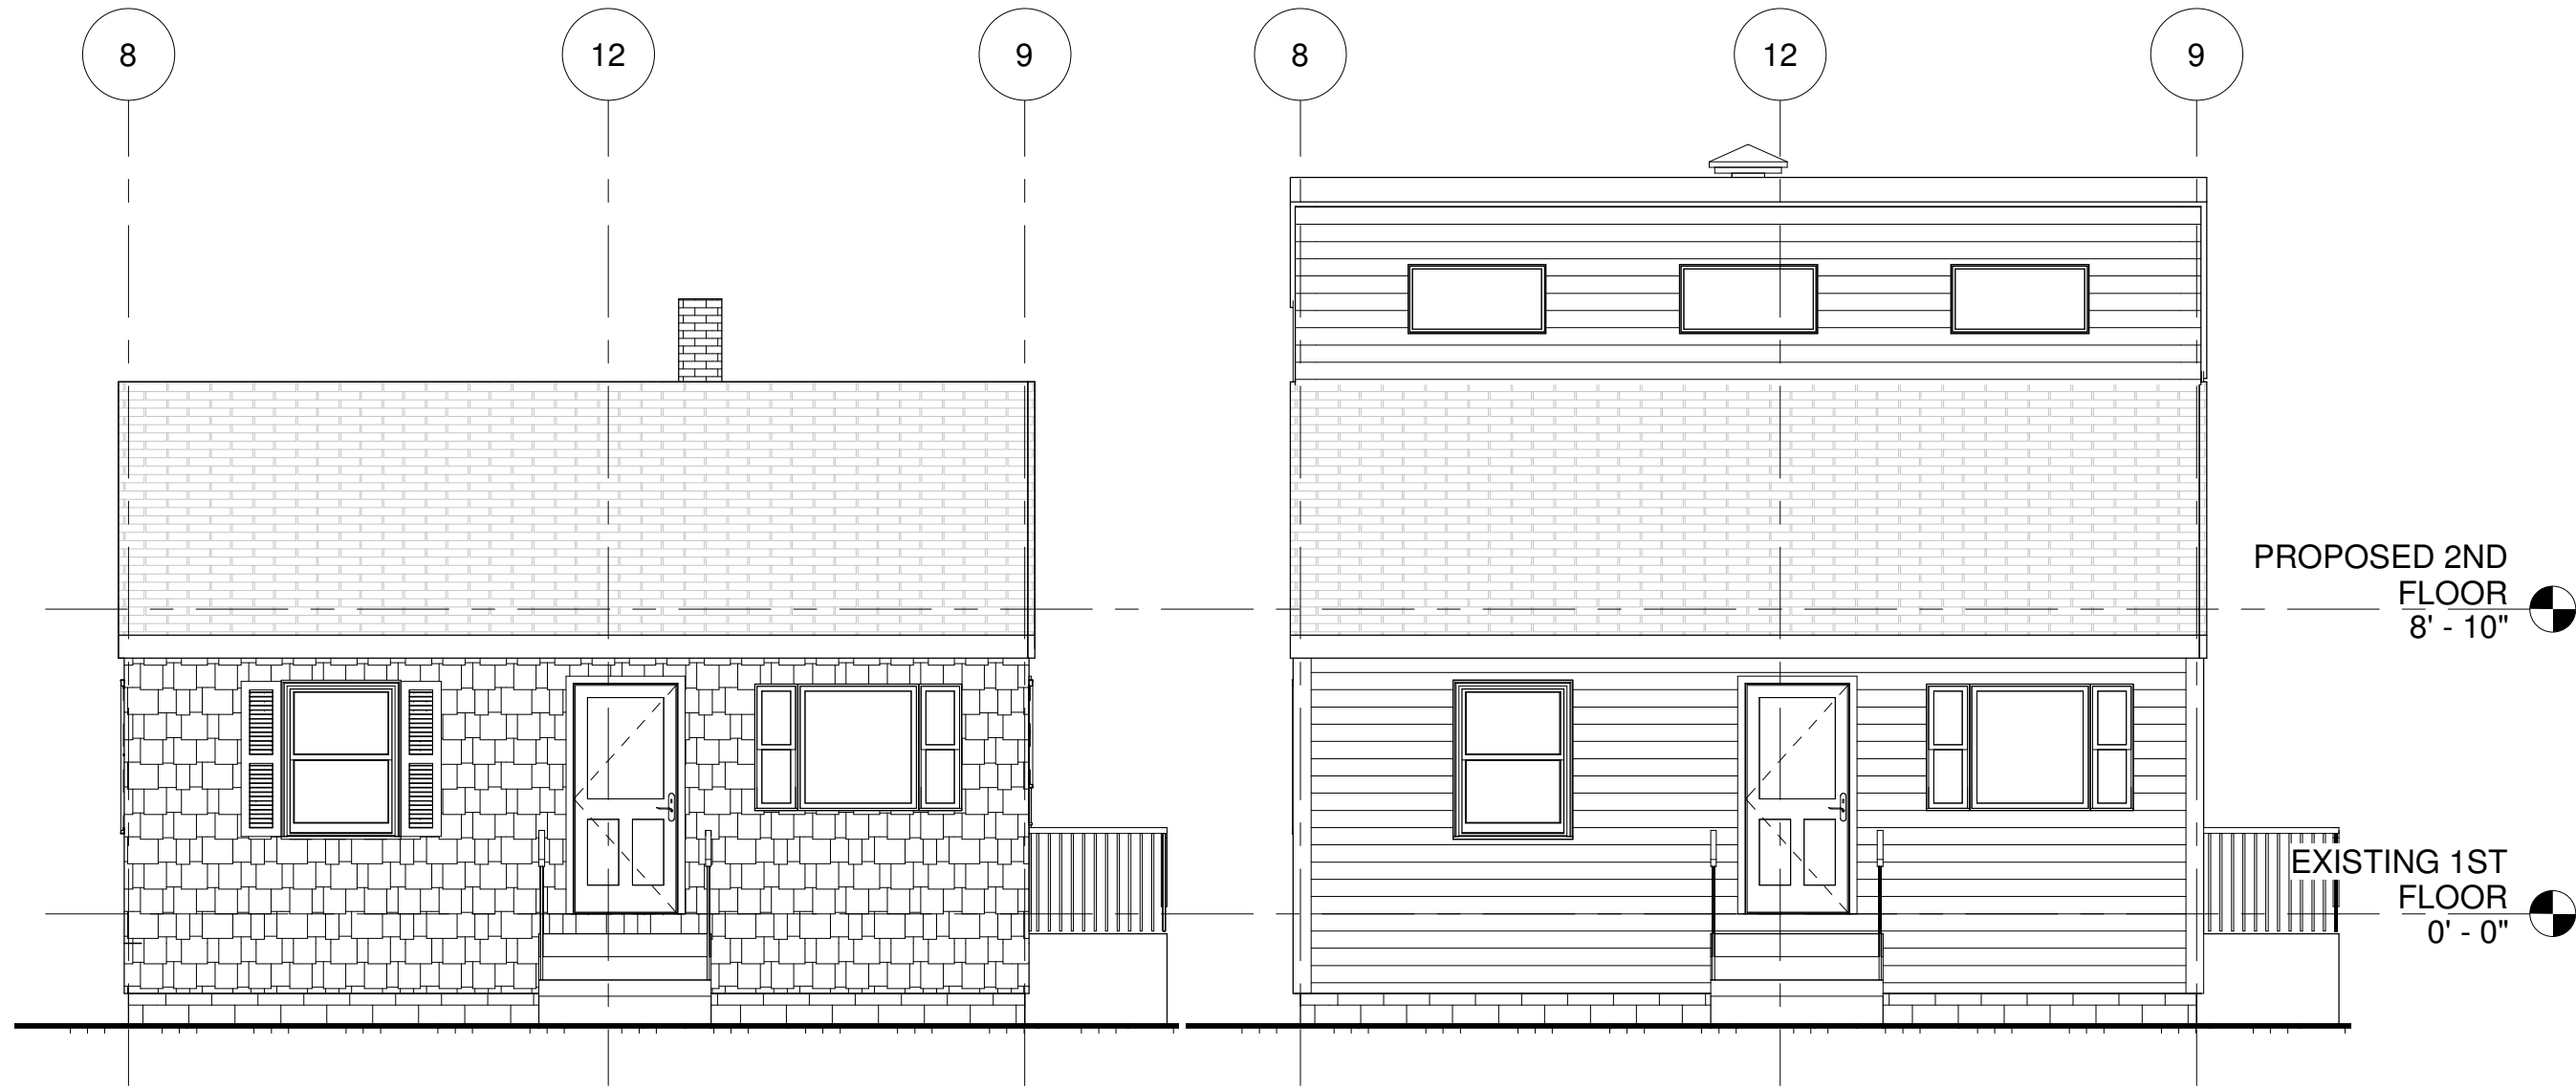 8
12
9
8
12
9
PROPOSED 2ND
FLOOR
8' - 10"
EXISTING 1ST
FLOOR
0' - 0"